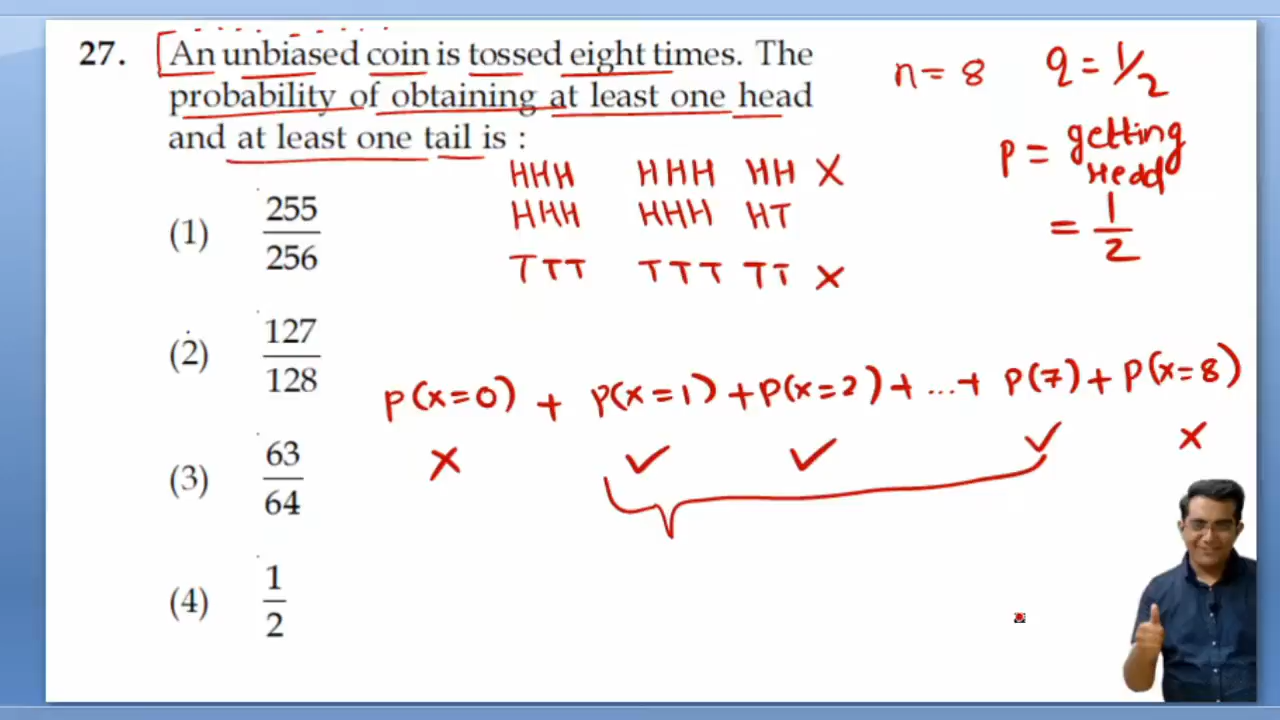 27. An unbiased coin is tossed eight times. The
probability of obtaining at least one head
and at least one tail is :
n = 8 q = 1/2
p = getting
Head
= 1/2
HHH HHH HH X
HHH HHH HT
TTT TTT TT X
(1) 255/256
(2) 127/128
p(x=0) + p(x=1) + p(x=2) + ... + p(7) + p(x=8)
X ✓ ✓ ✓ X
(3) 63/64
(4) 1/2